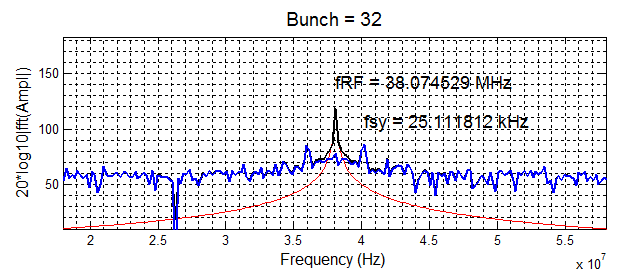 Bunch = 32
20*log10|fft(Ampl)|
150
100
50
fRF = 38.074529 MHz
fsy = 25.111812 kHz
2
2.5
3
3.5
4
4.5
5
5.5
x 10^7
Frequency (Hz)